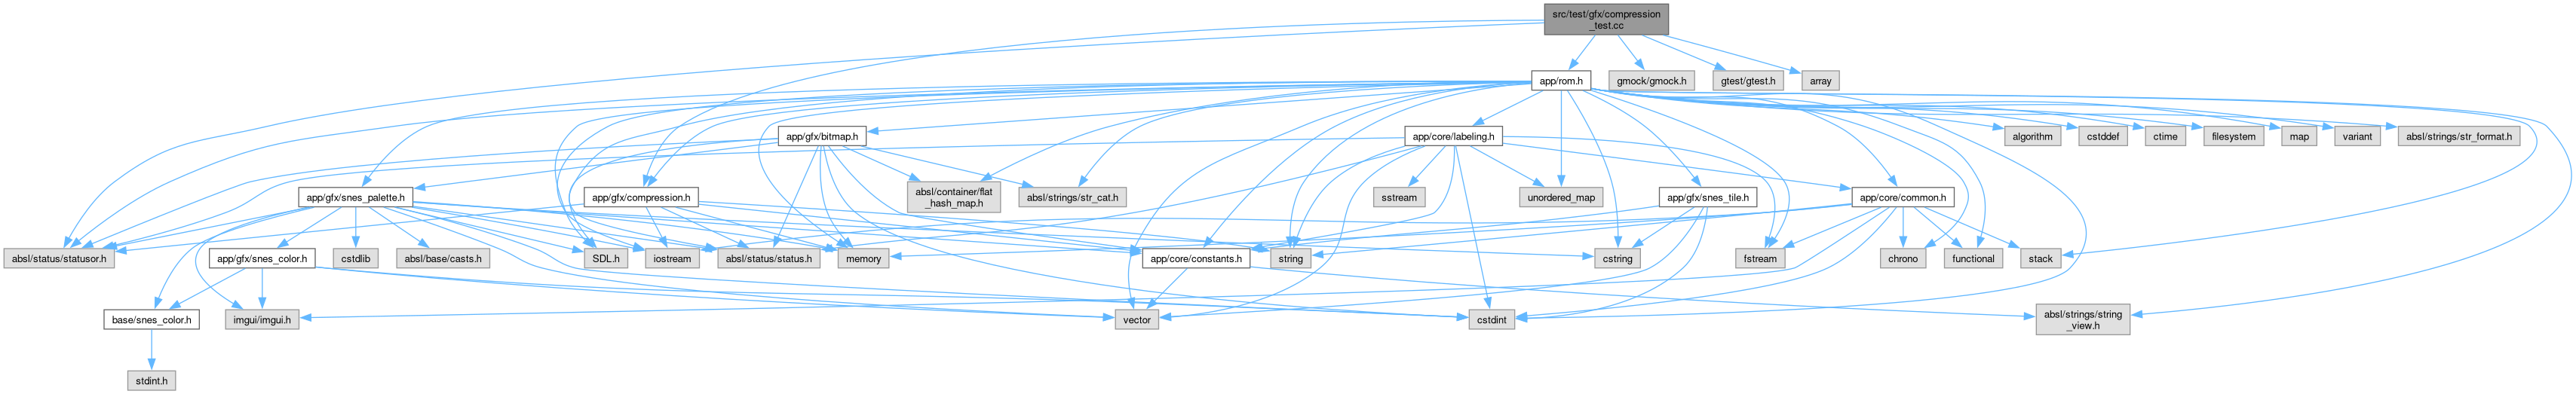 src/test/gfx/compression
_test.cc
app/rom.h
gmock/gmock.h
gtest/gtest.h
array
app/gfx/bitmap.h
app/core/labeling.h
algorithm
cstddef
ctime
filesystem
map
variant
absl/strings/str_format.h
app/gfx/snes_palette.h
app/gfx/compression.h
absl/container/flat
_hash_map.h
absl/strings/str_cat.h
sstream
unordered_map
app/gfx/snes_tile.h
app/core/common.h
absl/status/statusor.h
app/gfx/snes_color.h
cstdlib
absl/base/casts.h
SDL.h
iostream
absl/status/status.h
memory
app/core/constants.h
string
cstring
fstream
chrono
functional
stack
base/snes_color.h
imgui/imgui.h
vector
cstdint
absl/strings/string
_view.h
stdint.h